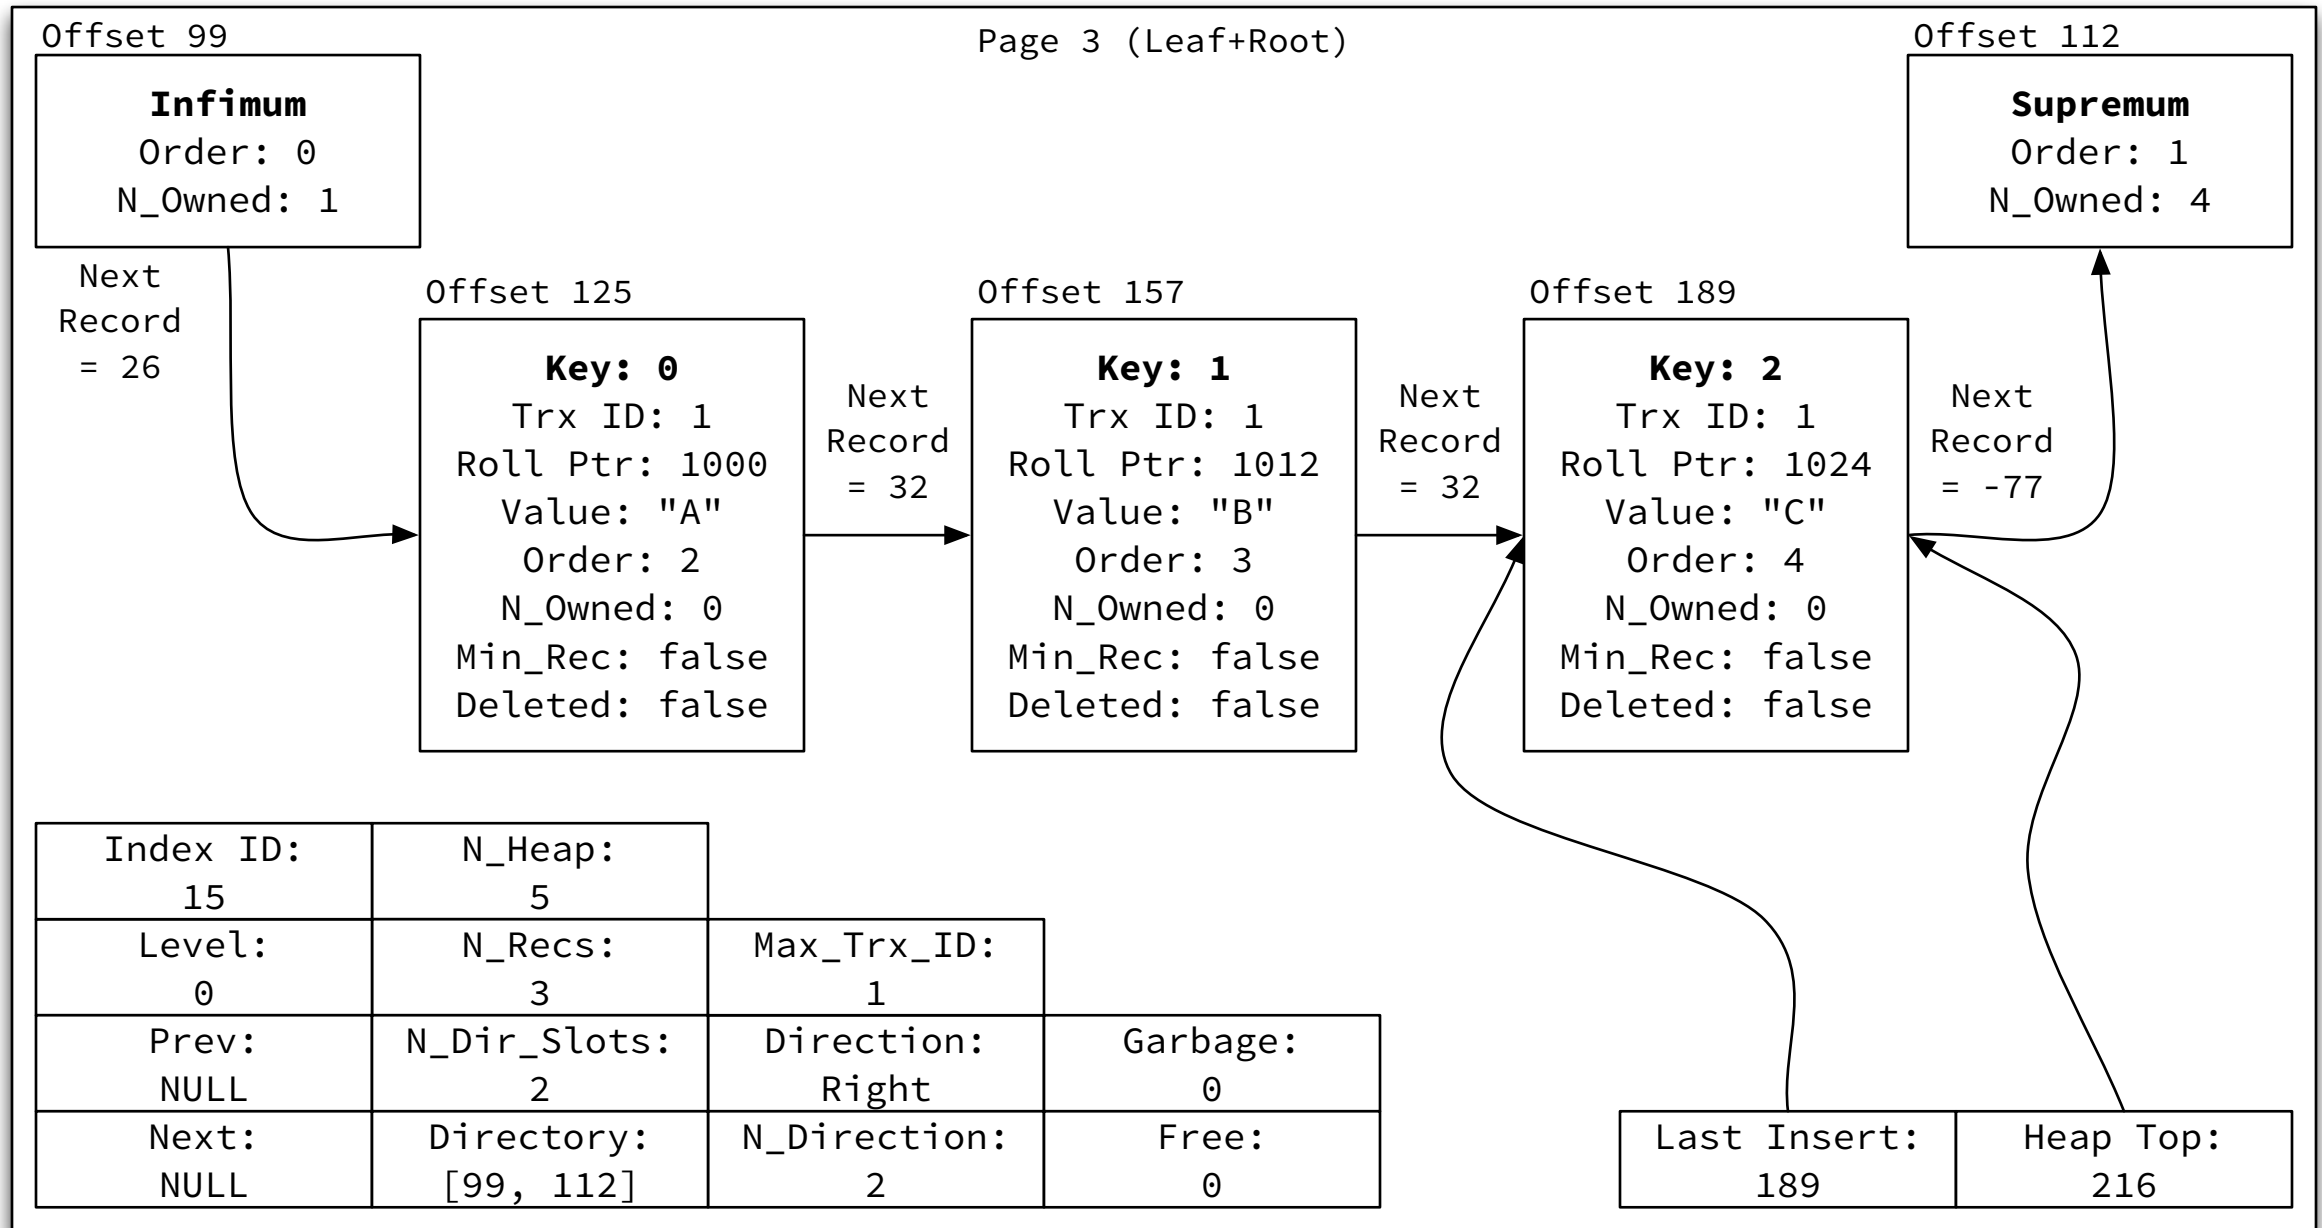 Page 3 (Leaf+Root)
Offset 99
Infimum
Order: 0
N_Owned: 1
Offset 112
Supremum
Order: 1
N_Owned: 4
Next
Record
= 26
Offset 125
Key: 0
Trx ID: 1
Roll Ptr: 1000
Value: "A"
Order: 2
N_Owned: 0
Min_Rec: false
Deleted: false
Next
Record
= 32
Offset 157
Key: 1
Trx ID: 1
Roll Ptr: 1012
Value: "B"
Order: 3
N_Owned: 0
Min_Rec: false
Deleted: false
Next
Record
= 32
Offset 189
Key: 2
Trx ID: 1
Roll Ptr: 1024
Value: "C"
Order: 4
N_Owned: 0
Min_Rec: false
Deleted: false
Next
Record
= -77
Index ID:
15
N_Heap:
5
Level:
0
N_Recs:
3
Max_Trx_ID:
1
Prev:
NULL
N_Dir_Slots:
2
Direction:
Right
Garbage:
0
Next:
NULL
Directory:
[99, 112]
N_Direction:
2
Free:
0
Last Insert:
189
Heap Top:
216